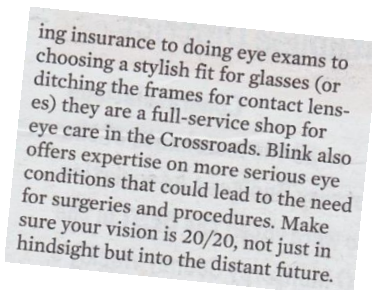 ing insurance to doing eye exams to
choosing a stylish fit for glasses (or
ditching the frames for contact lens-
es) they are a full-service shop for
eye care in the Crossroads. Blink also
offers expertise on more serious eye
conditions that could lead to the need
for surgeries and procedures. Make
sure your vision is 20/20, not just in
hindsight but into the distant future.